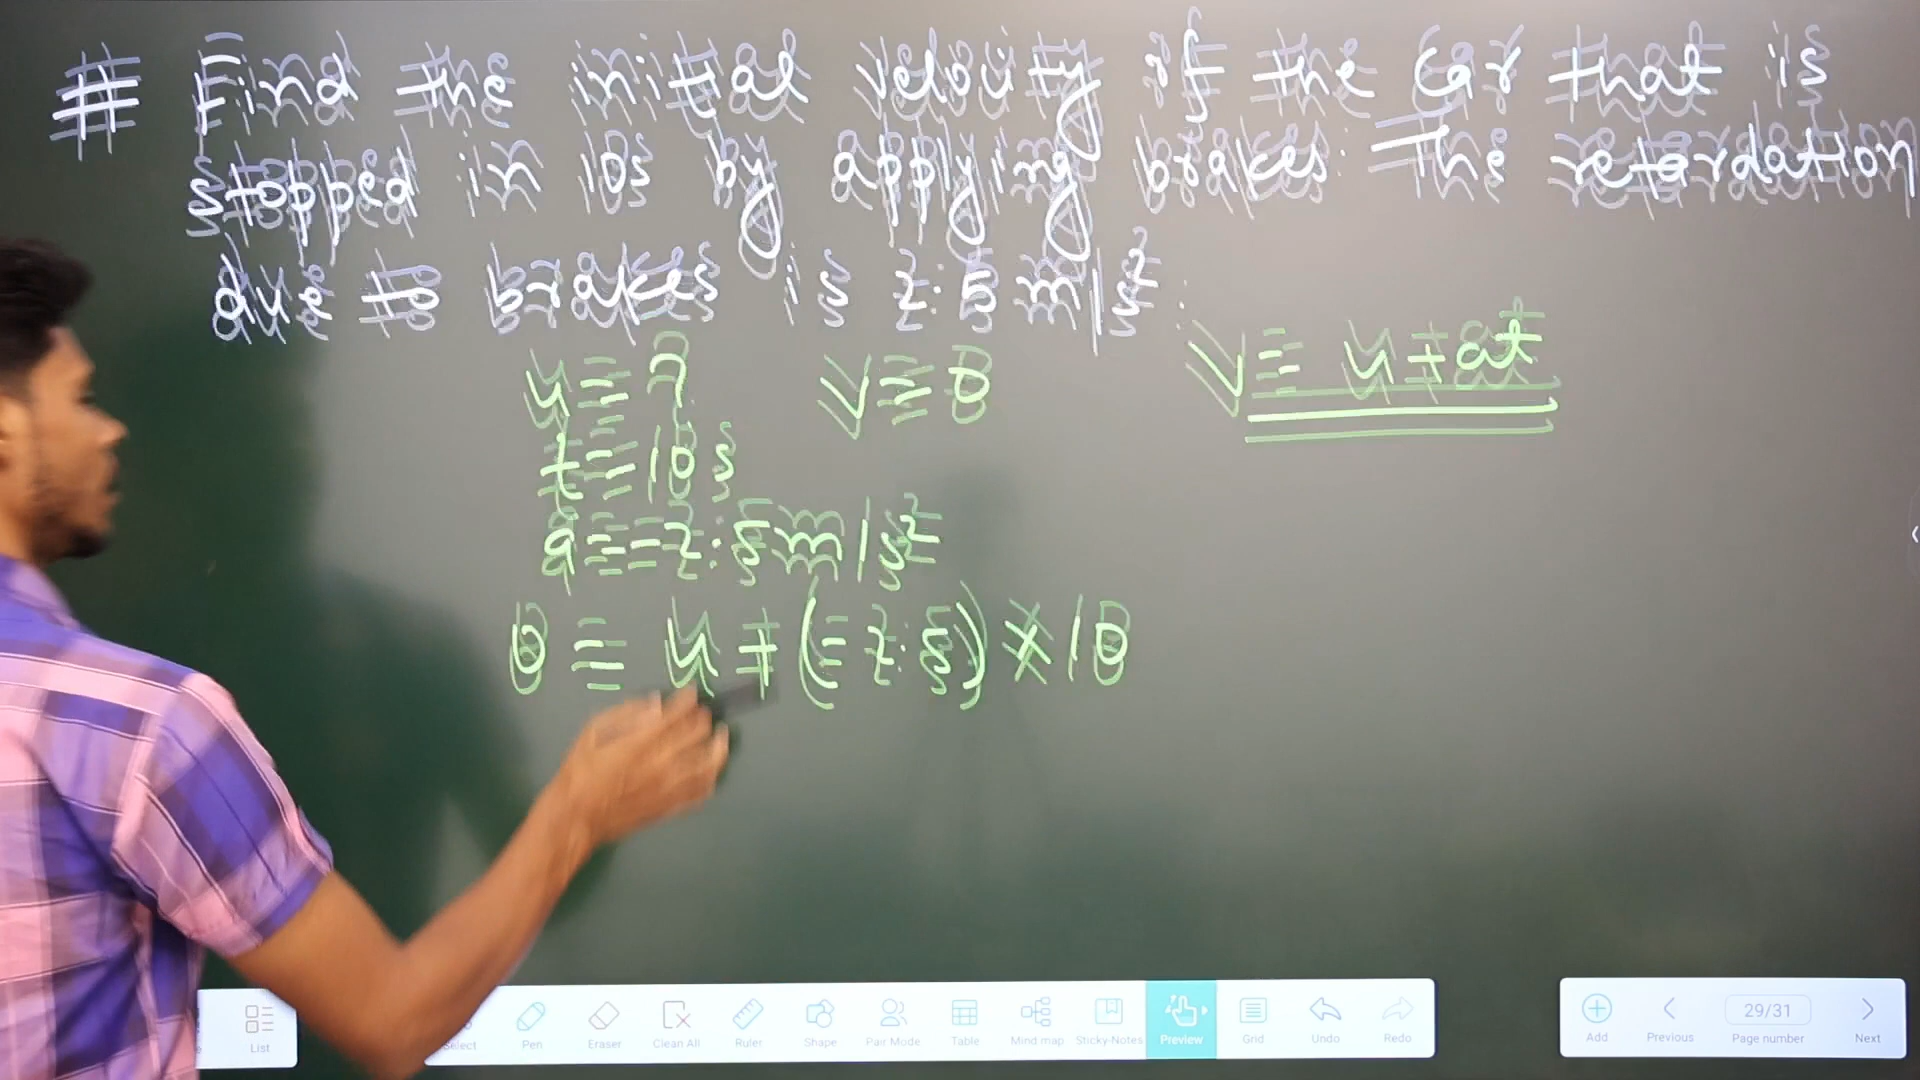 # Find the initial velocity if the car that is
stopped in 10s by applying brakes. The retardation
due to brakes is 2.5 m/s².
u = ? v = 0 v = u + at
t = 10s
a = -2.5 m/s²
0 = u + (-2.5) × 10
List
Select Pen Eraser Clean All Ruler Shape Pair Mode Table Mind map Sticky-Notes Preview Grid Undo Redo
Add Previous 29/31 Page number Next